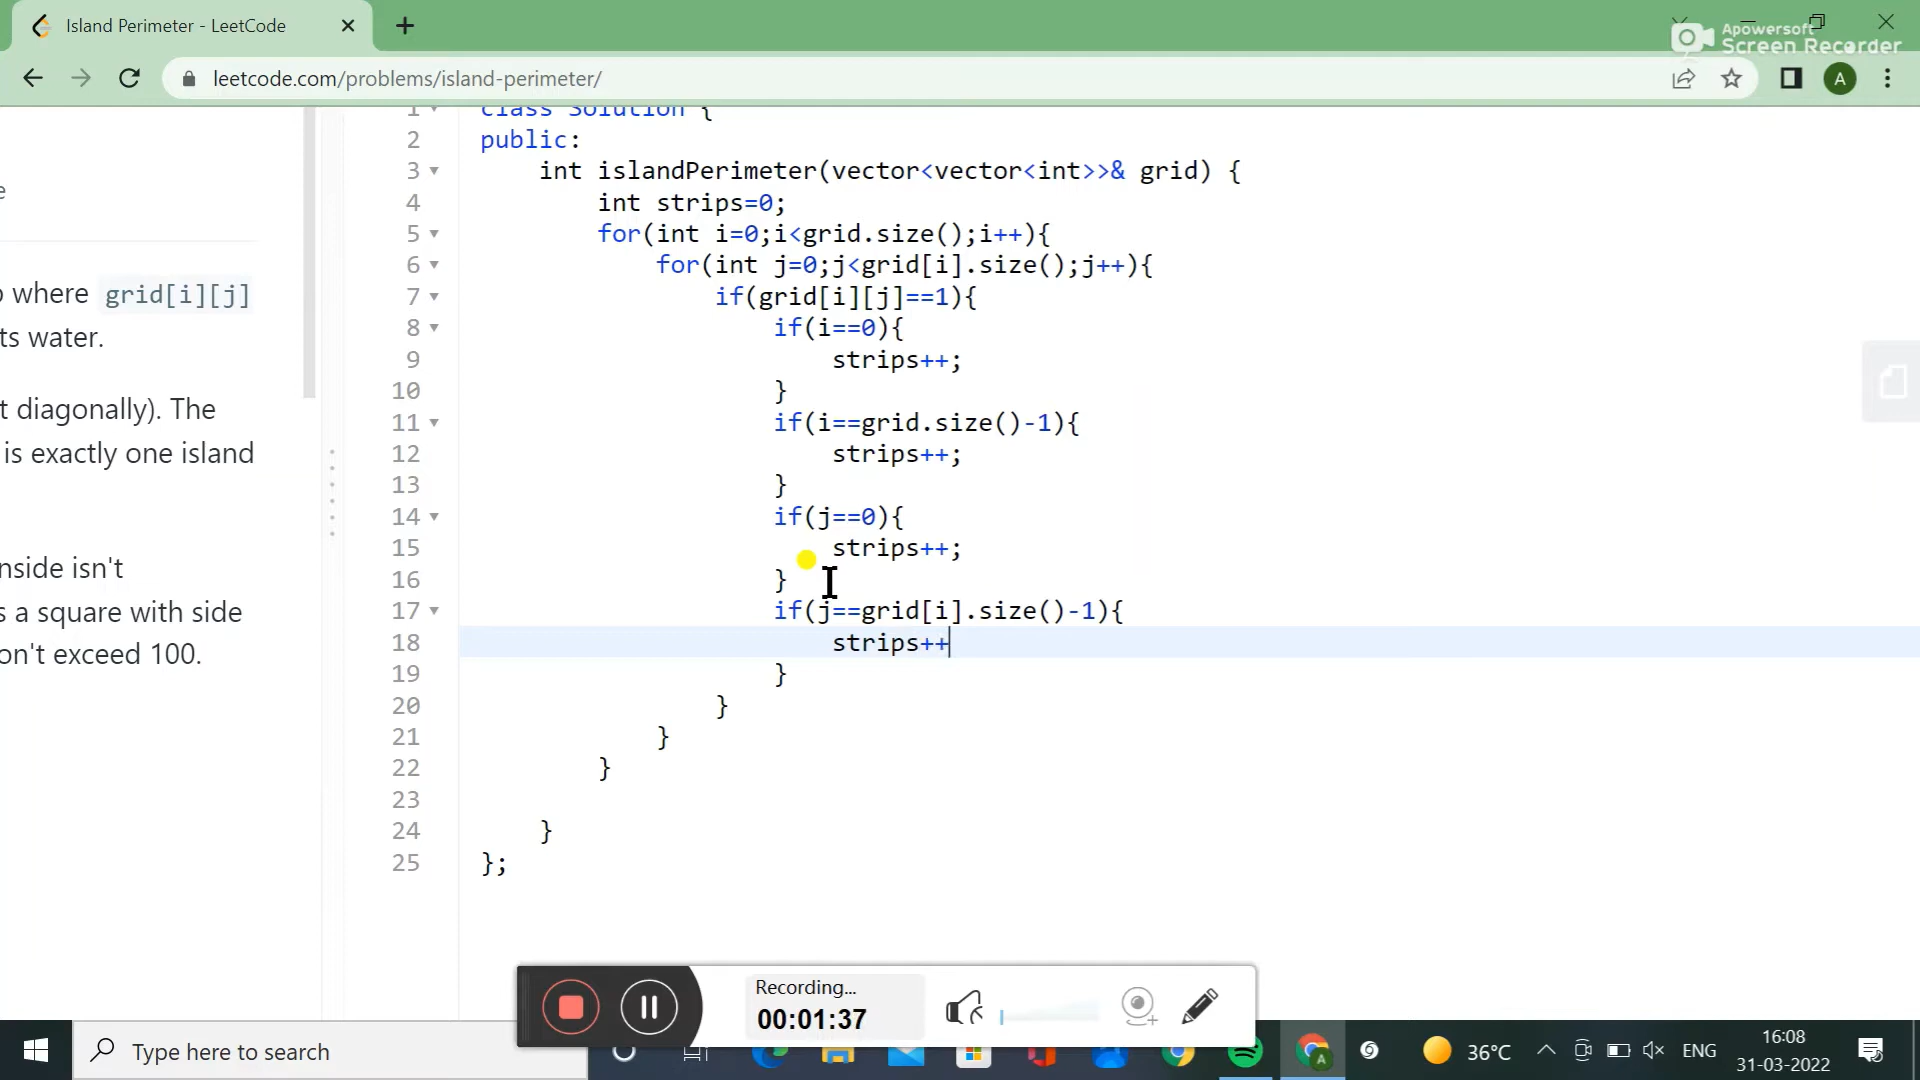 Island Perimeter - LeetCode
Apowersoft
Screen Recorder
leetcode.com/problems/island-perimeter/
A
where grid[i][j]
ts water.
t diagonally). The
is exactly one island
nside isn't
s a square with side
on't exceed 100.
1 class Solution {
2 public:
3 int islandPerimeter(vector<vector<int>>& grid) {
4 int strips=0;
5 for(int i=0;i<grid.size();i++){
6 for(int j=0;j<grid[i].size();j++){
7 if(grid[i][j]==1){
8 if(i==0){
9 strips++;
10 }
11 if(i==grid.size()-1){
12 strips++;
13 }
14 if(j==0){
15 strips++;
16 }
17 if(j==grid[i].size()-1){
18 strips++
19 }
20 }
21 }
22 }
23
24 }
25 };
Recording...
00:01:37
Type here to search
A
36°C
ENG
16:08
31-03-2022